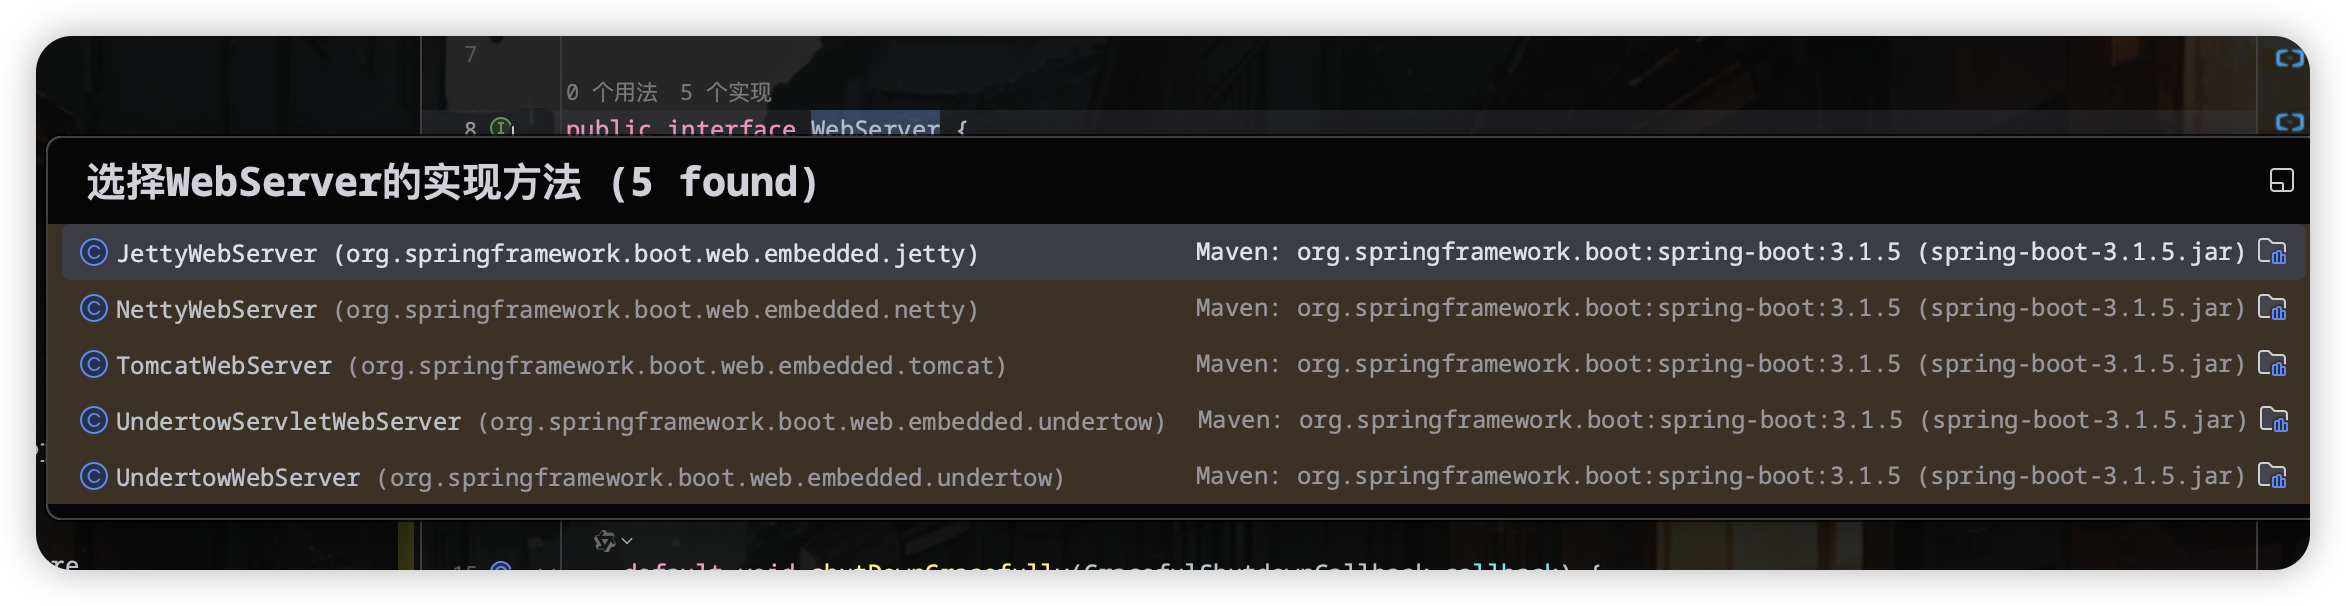 7
0 个用法 5 个实现
8 public interface WebServer {
选择WebServer的实现方法 (5 found)
JettyWebServer (org.springframework.boot.web.embedded.jetty) Maven: org.springframework.boot:spring-boot:3.1.5 (spring-boot-3.1.5.jar)
NettyWebServer (org.springframework.boot.web.embedded.netty) Maven: org.springframework.boot:spring-boot:3.1.5 (spring-boot-3.1.5.jar)
TomcatWebServer (org.springframework.boot.web.embedded.tomcat) Maven: org.springframework.boot:spring-boot:3.1.5 (spring-boot-3.1.5.jar)
UndertowServletWebServer (org.springframework.boot.web.embedded.undertow) Maven: org.springframework.boot:spring-boot:3.1.5 (spring-boot-3.1.5.jar)
UndertowWebServer (org.springframework.boot.web.embedded.undertow) Maven: org.springframework.boot:spring-boot:3.1.5 (spring-boot-3.1.5.jar)
re
15 default void shutDownGracefully(GracefulShutdownCallback callback) {